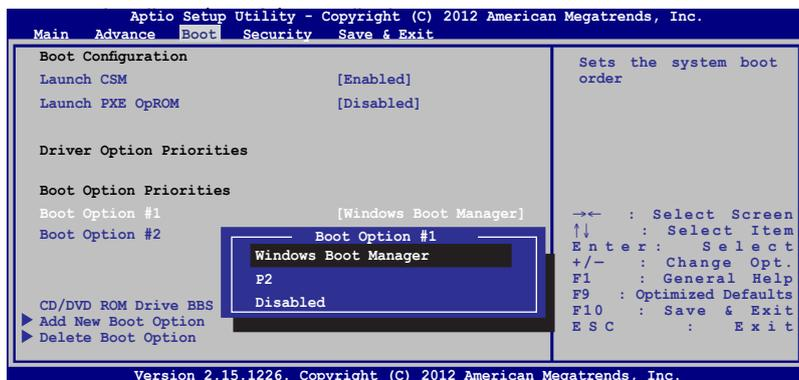 Aptio Setup Utility - Copyright (C) 2012 American Megatrends, Inc.
Main Advance Boot Security Save & Exit
Boot Configuration
Launch CSM [Enabled]
Launch PXE OpROM [Disabled]
Driver Option Priorities
Boot Option Priorities
Boot Option #1 [Windows Boot Manager]
Boot Option #2
CD/DVD ROM Drive BBS
Add New Boot Option
Delete Boot Option
Boot Option #1
Windows Boot Manager
P2
Disabled
Sets the system boot
order
→← : Select Screen
↑↓ : Select Item
Enter: Select
+/— : Change Opt.
F1 : General Help
F9 : Optimized Defaults
F10 : Save & Exit
ESC : Exit
Version 2.15.1226. Copyright (C) 2012 American Megatrends, Inc.